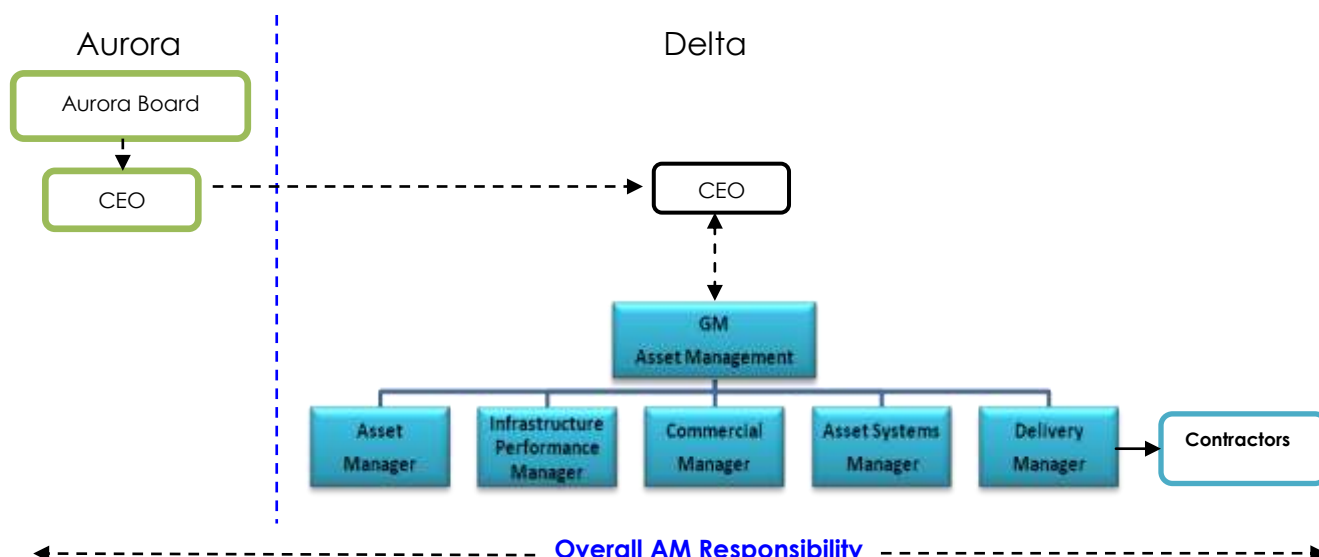 Aurora
Delta
Aurora Board
CEO
CEO
GM
Asset Management
Asset
Manager
Infrastructure
Performance
Manager
Commercial
Manager
Asset Systems
Manager
Delivery
Manager
Contractors
Overall AM Responsibility